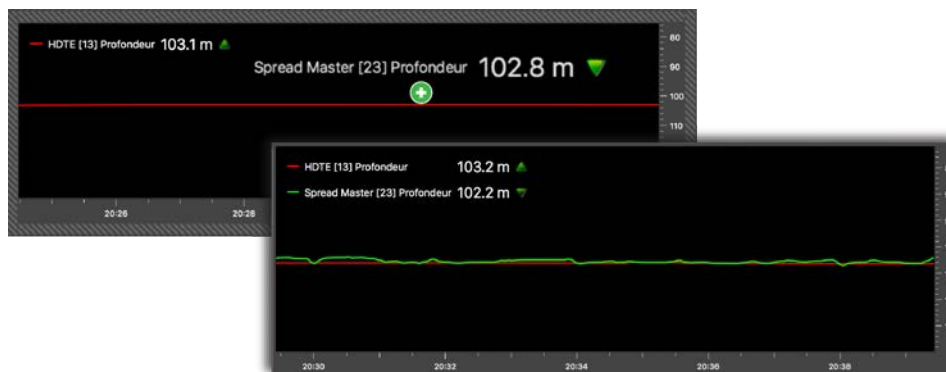 HDTE [13] Profondeur 103.1 m
Spread Master [23] Profondeur 102.8 m
80
90
100
110
20:26 20:28
HDTE [13] Profondeur 103.2 m
Spread Master [23] Profondeur 102.2 m
20:30 20:32 20:34 20:36 20:38